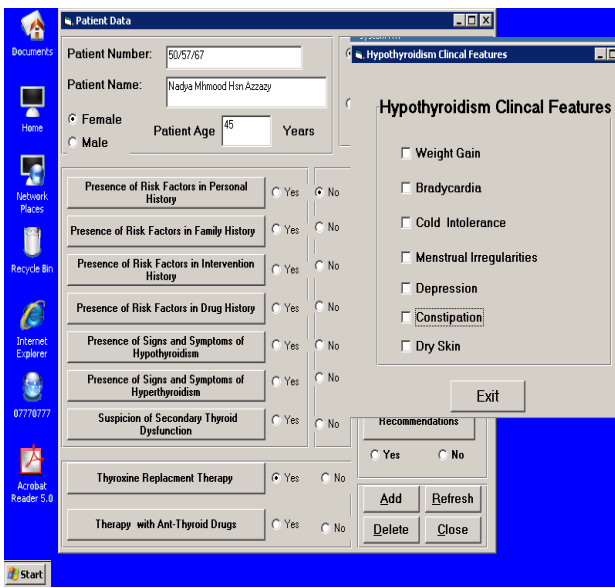 Documents
Home
Network
Places
Recycle Bin
Internet
Explorer
07770777
Acrobat
Reader 5.0
Start
Patient Data
Patient Number:
50/57/67
Patient Name:
Nadya Mhmood Hsn Azzazy
Female
Male
Patient Age
45
Years
Presence of Risk Factors in Personal
History
Yes
No
Presence of Risk Factors in Family History
Yes
No
Presence of Risk Factors in Intervention
History
Yes
No
Presence of Risk Factors in Drug History
Yes
No
Presence of Signs and Symptoms of
Hypothyroidism
Yes
No
Presence of Signs and Symptoms of
Hyperthyroidism
Yes
No
Suspicion of Secondary Thyroid
Dysfunction
Yes
No
Thyroxine Replacment Therapy
Yes
No
Therapy with Ant-Thyroid Drugs
Yes
No
Hypothyroidism Clincal Features
Hypothyroidism Clincal Features
Weight Gain
Bradycardia
Cold Intolerance
Menstrual Irregularities
Depression
Constipation
Dry Skin
Exit
Recommendations
Yes
No
Add
Refresh
Delete
Close